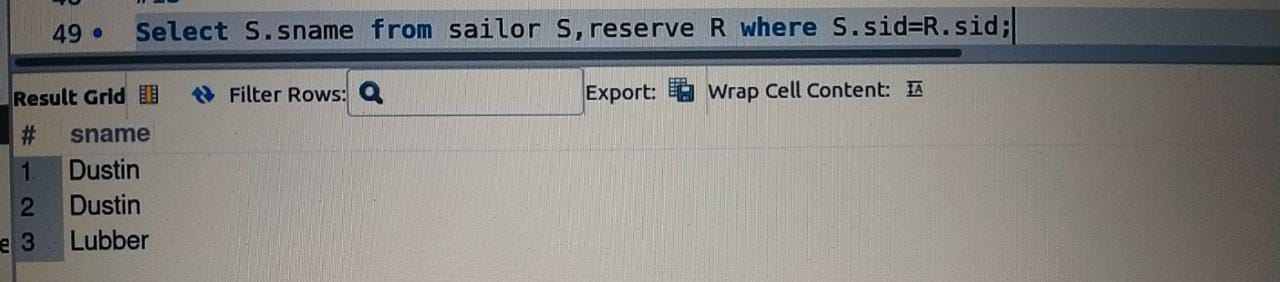 49 Select S.sname from sailor S,reserve R where S.sid=R.sid;
Result Grid Filter Rows: Export: Wrap Cell Content: IA
# sname
1 Dustin
2 Dustin
3 Lubber